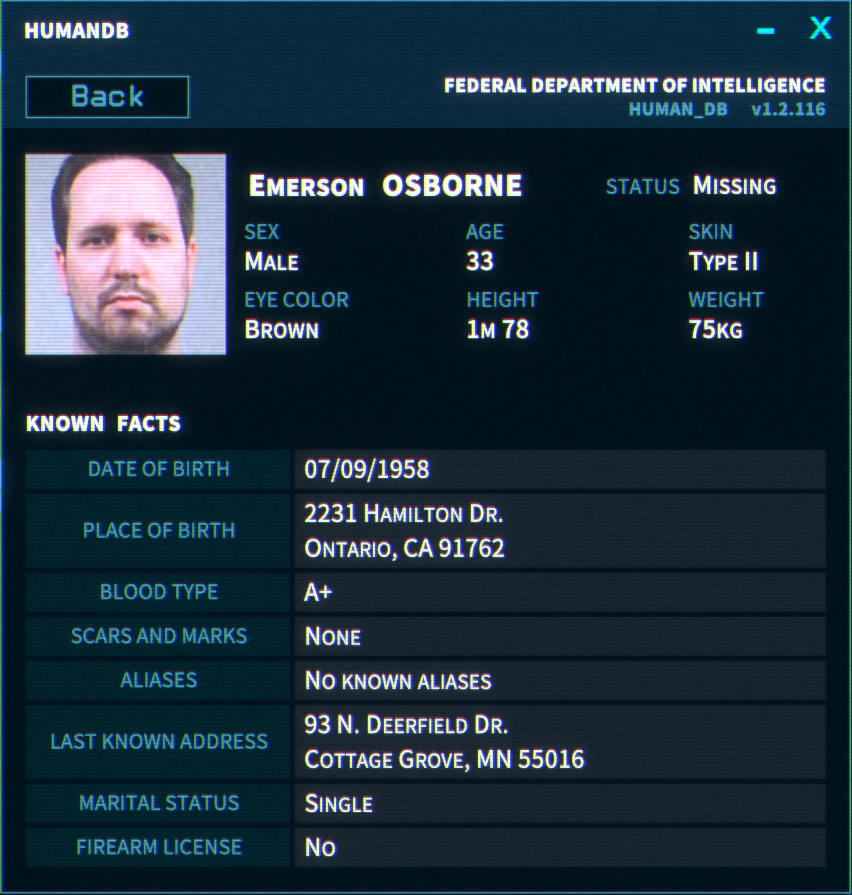 HUMANDB
– X
Back
FEDERAL DEPARTMENT OF INTELLIGENCE
HUMAN_DB v1.2.116
EMERSON OSBORNE STATUS MISSING
SEX AGE SKIN
MALE 33 TYPE II
EYE COLOR HEIGHT WEIGHT
BROWN 1M 78 75KG
KNOWN FACTS
DATE OF BIRTH 07/09/1958
PLACE OF BIRTH 2231 HAMILTON DR.
ONTARIO, CA 91762
BLOOD TYPE A+
SCARS AND MARKS NONE
ALIASES NO KNOWN ALIASES
LAST KNOWN ADDRESS 93 N. DEERFIELD DR.
COTTAGE GROVE, MN 55016
MARITAL STATUS SINGLE
FIREARM LICENSE NO